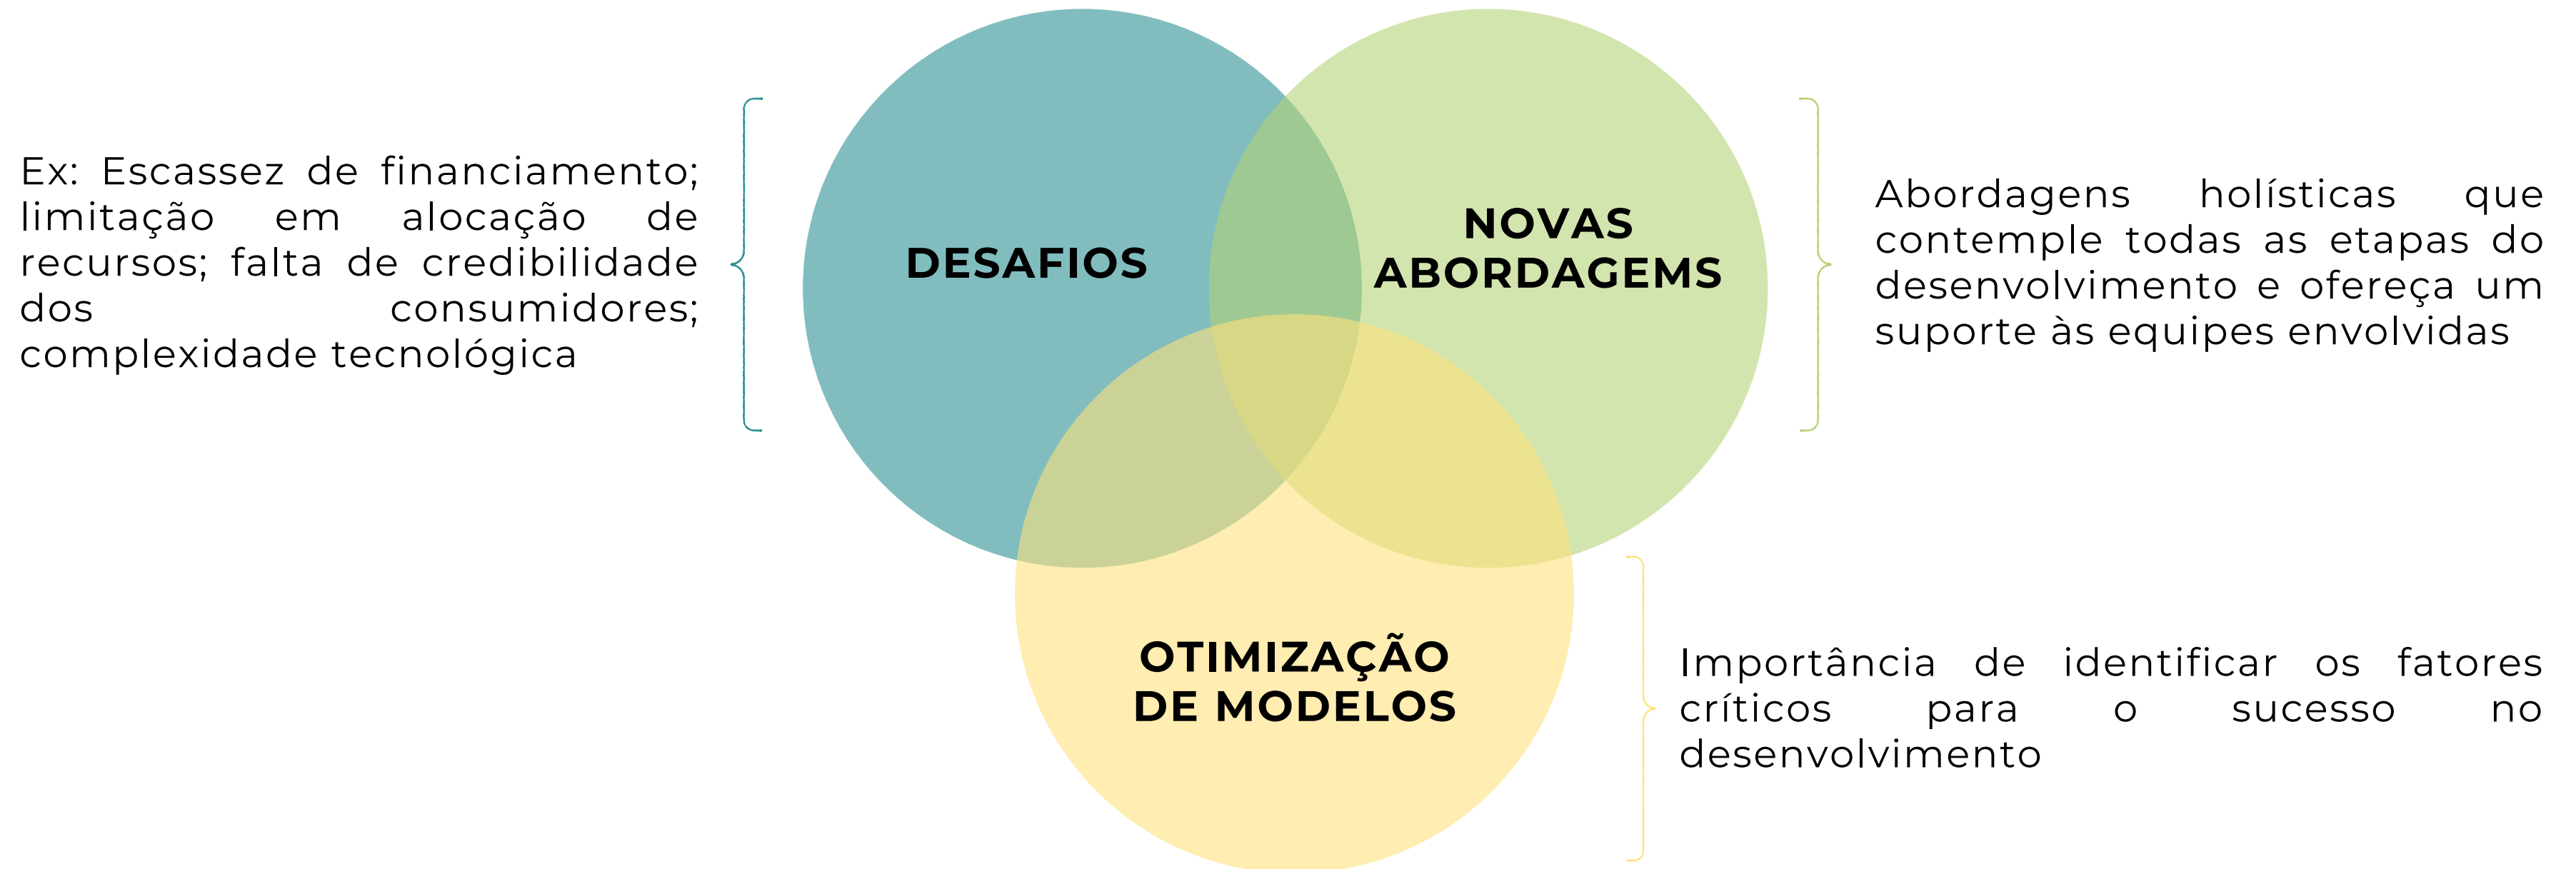 Ex: Escassez de financiamento;
limitação em alocação de
recursos; falta de credibilidade
dos consumidores;
complexidade tecnológica
DESAFIOS
NOVAS
ABORDAGEMS
Abordagens holísticas que
contemple todas as etapas do
desenvolvimento e ofereça um
suporte às equipes envolvidas
OTIMIZAÇÃO
DE MODELOS
Importância de identificar os fatores
críticos para o sucesso no
desenvolvimento